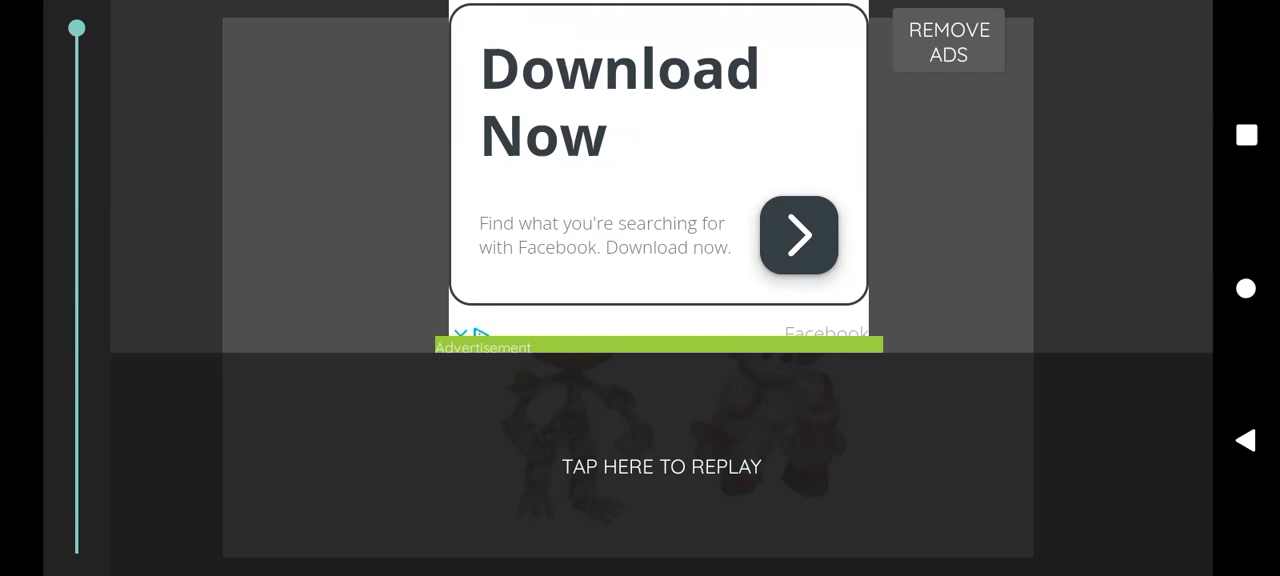 Download
Now
REMOVE
ADS
Find what you're searching for
with Facebook. Download now.
Facebook
Advertisement
TAP HERE TO REPLAY